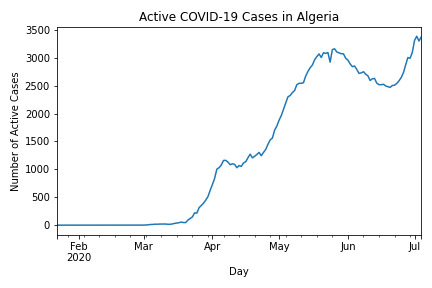 Active COVID-19 Cases in Algeria
Number of Active Cases
3500
3000
2500
2000
1500
1000
500
0
Feb
2020
Mar
Apr
May
Jun
Jul
Day